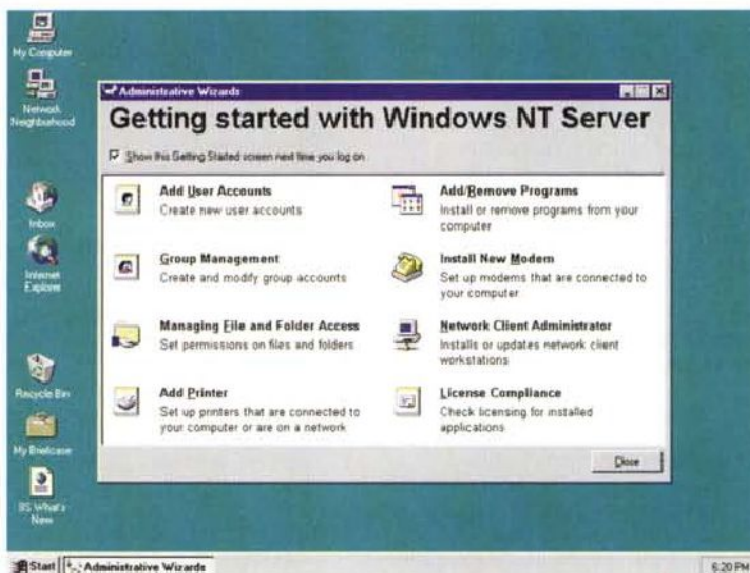 My Computer
Network
Neighborhood
Inbox
Internet
Explorer
Recycle Bin
My Briefcase
IIS What's
New
Administrative Wizards
Getting started with Windows NT Server
Show this Getting Started screen next time you log on
Add User Accounts
Create new user accounts
Group Management
Create and modify group accounts
Managing File and Folder Access
Set permissions on files and folders
Add Printer
Set up printers that are connected to
your computer or are on a network
Add/Remove Programs
Install or remove programs from your
computer
Install New Modem
Set up modems that are connected to
your computer
Network Client Administrator
Installs or updates network client
workstations
License Compliance
Check licensing for installed
applications
Close
Start
Administrative Wizards
6:20 PM